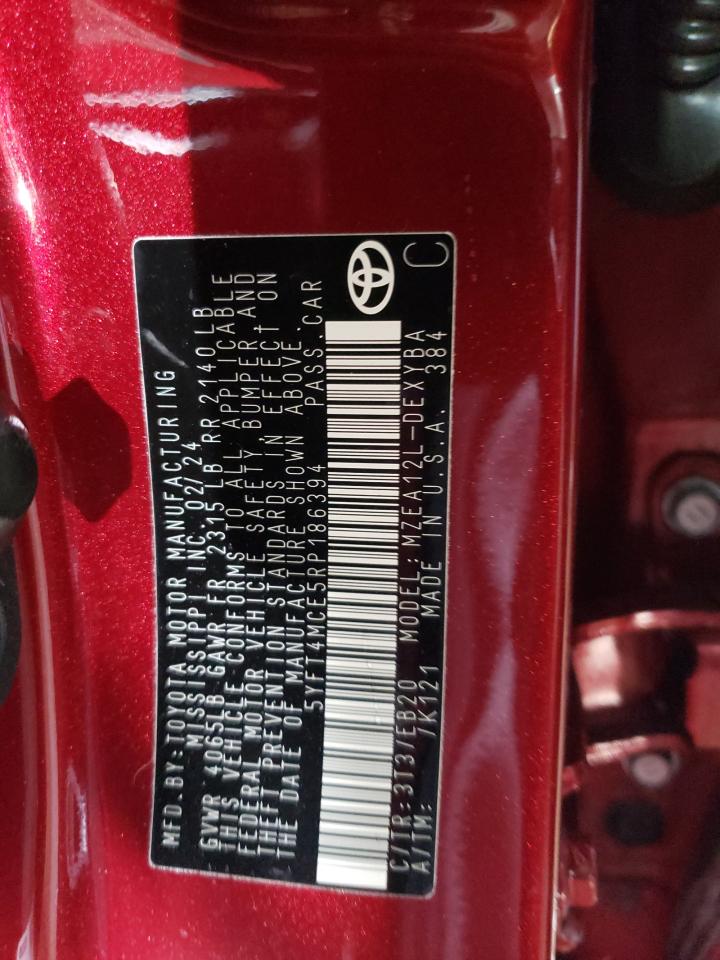 MFD. BY: TOYOTA MOTOR MANUFACTURING
MISSISSIPPI INC. 02/24
GVWR 4065LB GAWR FR 2315 LB RR 2140 LB
THIS VEHICLE CONFORMS TO ALL APPLICABLE
FEDERAL MOTOR VEHICLE SAFETY, BUMPER, AND
THEFT PREVENTION STANDARDS IN EFFECT ON
THE DATE OF MANUFACTURE SHOWN ABOVE.
5YFT4MCE5RP186394 PASS. CAR
C/TR: 3T37EB20 MODEL: MZEA12L-DEXYBA
A/TM: /K121 MADE IN U.S.A. 384
C